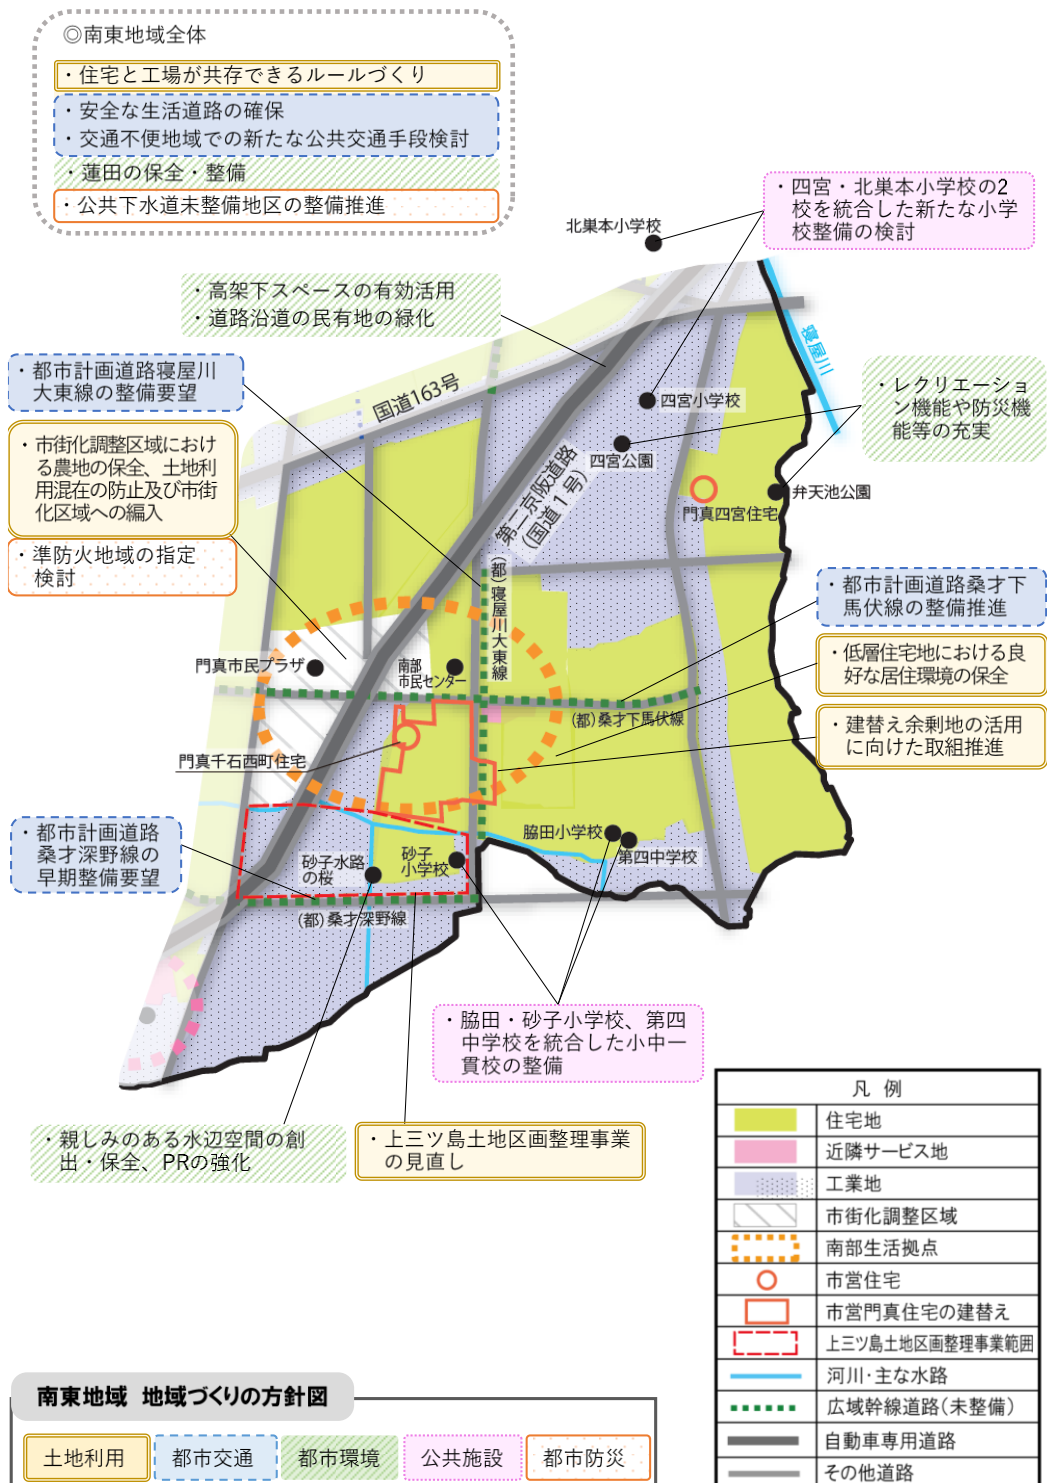 ◎南東地域全体
・住宅と工場が共存できるルールづくり
・安全な生活道路の確保
・交通不便地域での新たな公共交通手段検討
・蓮田の保全・整備
・公共下水道未整備地区の整備推進
・四宮・北巣本小学校の2
校を統合した新たな小学
校整備の検討
北巣本小学校
・高架下スペースの有効活用
・道路沿道の民有地の緑化
寝屋川
・都市計画道路寝屋川
大東線の整備要望
国道163号
・レクリエーショ
ン機能や防災機
能等の充実
四宮小学校
・市街化調整区域におけ
る農地の保全、土地利
用混在の防止及び市街
化区域への編入
四宮公園
第二京阪道路
(国道1号)
弁天池公園
門真四宮住宅
・準防火地域の指定
検討
(都)寝屋川大東線
・都市計画道路桑才下
馬伏線の整備推進
門真市民プラザ
南部
市民センター
・低層住宅地における良
好な居住環境の保全
(都)桑才下馬伏線
・建替え余剰地の活用
に向けた取組推進
門真千石西町住宅
・都市計画道路
桑才深野線の
早期整備要望
脇田小学校
第四中学校
砂子水路
の桜
砂子
小学校
(都)桑才深野線
・脇田・砂子小学校、第四
中学校を統合した小中一
貫校の整備
・親しみのある水辺空間の創
出・保全、PRの強化
・上三ツ島土地区画整理事業
の見直し
凡 例
住宅地
近隣サービス地
工業地
市街化調整区域
南部生活拠点
市営住宅
市営門真住宅の建替え
上三ツ島土地区画整理事業範囲
河川・主な水路
広域幹線道路(未整備)
自動車専用道路
その他道路
南東地域 地域づくりの方針図
土地利用
都市交通
都市環境
公共施設
都市防災